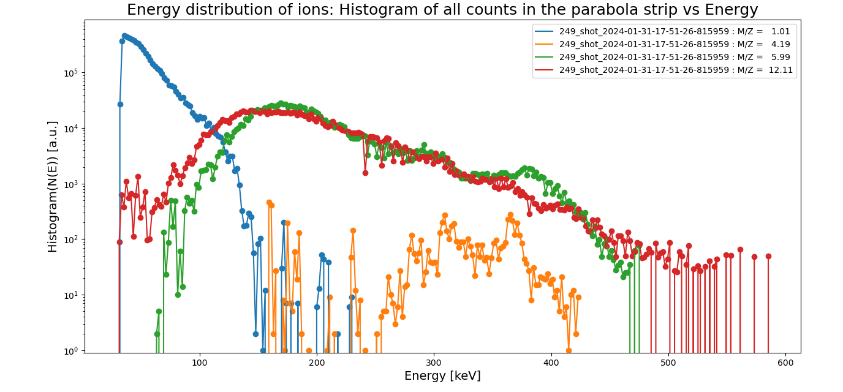 Energy distribution of ions: Histogram of all counts in the parabola strip vs Energy
249_shot_2024-01-31-17-51-26-815959 : M/Z = 1.01
249_shot_2024-01-31-17-51-26-815959 : M/Z = 4.19
249_shot_2024-01-31-17-51-26-815959 : M/Z = 5.99
249_shot_2024-01-31-17-51-26-815959 : M/Z = 12.11
Histogram(N(E)) [a.u.]
10⁵
10⁴
10³
10²
10¹
10⁰
100 200 300 400 500 600
Energy [keV]